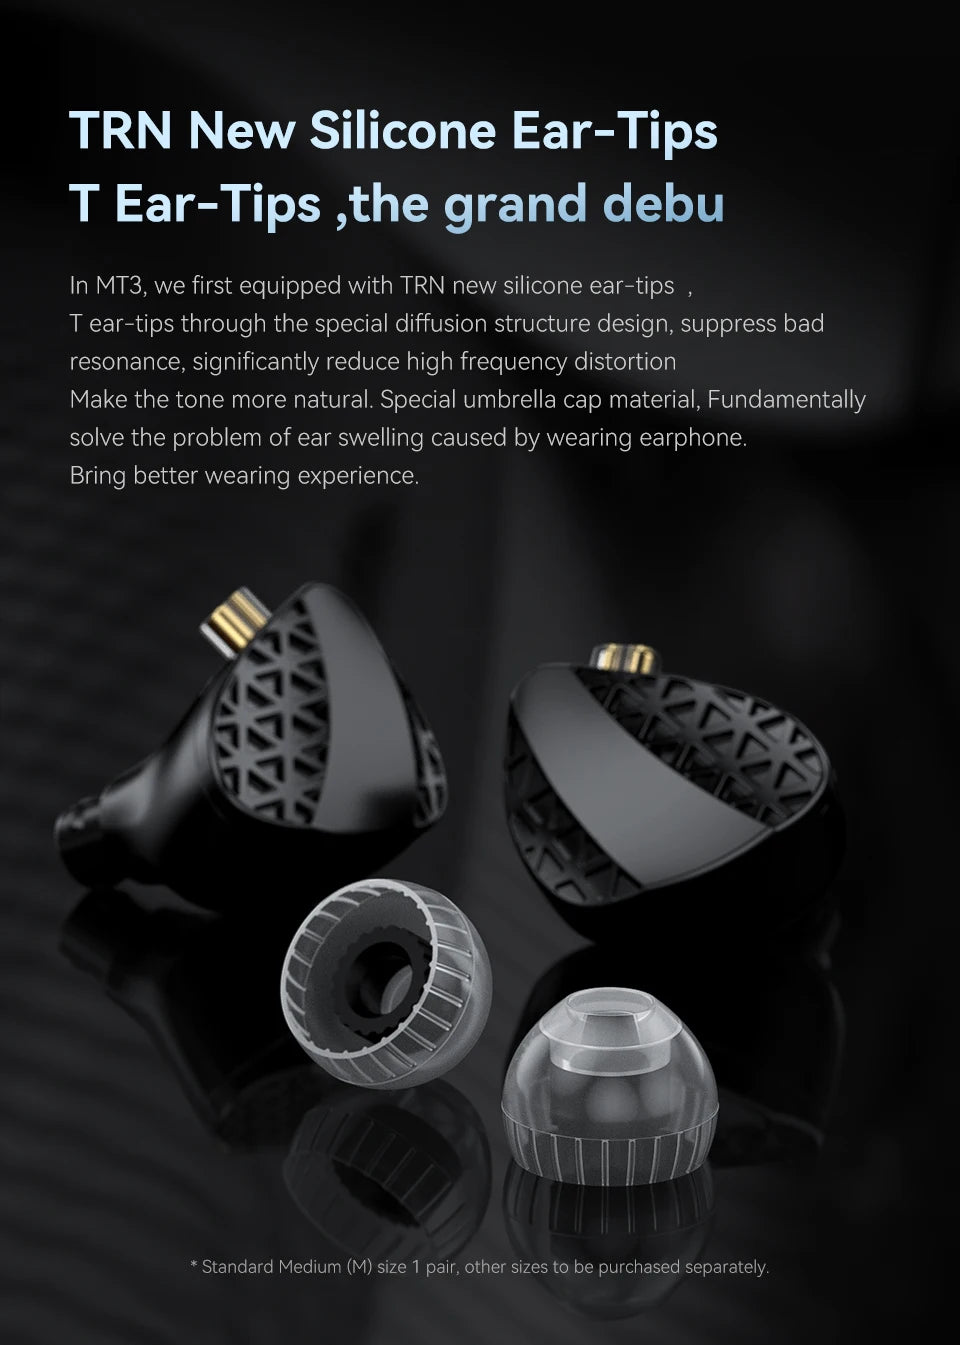 TRN New Silicone Ear-Tips
T Ear-Tips ,the grand debu
In MT3, we first equipped with TRN new silicone ear-tips ,
T ear-tips through the special diffusion structure design, suppress bad
resonance, significantly reduce high frequency distortion
Make the tone more natural. Special umbrella cap material, Fundamentally
solve the problem of ear swelling caused by wearing earphone.
Bring better wearing experience.
* Standard Medium (M) size 1 pair, other sizes to be purchased separately.